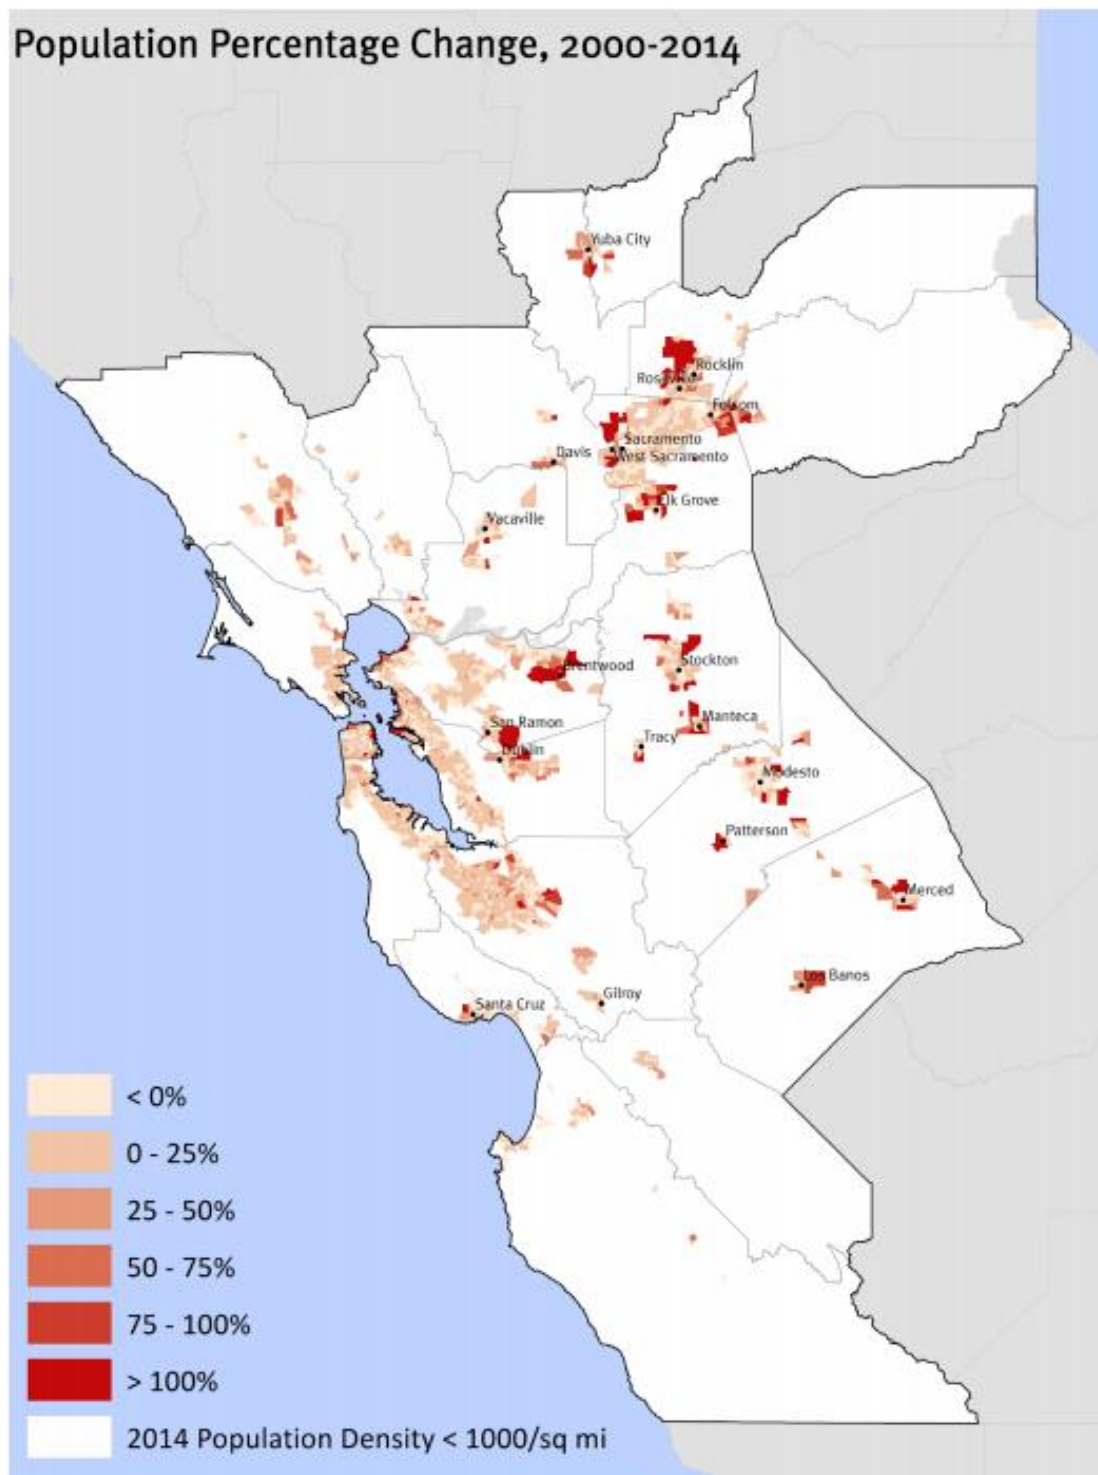 Population Percentage Change, 2000-2014
Yuba City
Rocklin
Roseville
Folsom
Sacramento
West Sacramento
Davis
Elk Grove
Vacaville
Brentwood
Stockton
San Ramon
Manteca
Tracy
Dublin
Modesto
Patterson
Merced
Los Banos
Gilroy
Santa Cruz
< 0%
0 - 25%
25 - 50%
50 - 75%
75 - 100%
> 100%
2014 Population Density < 1000/sq mi